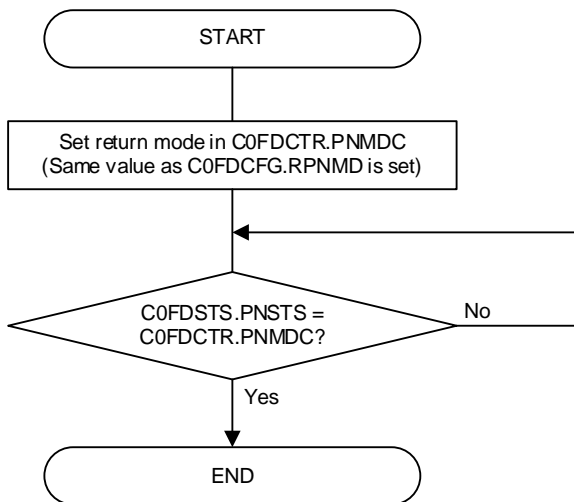 START
Set return mode in C0FDCTR.PNMDC
(Same value as C0FDCFG.RPNMD is set)
C0FDSTS.PNSTS =
C0FDCTR.PNMDC?
No
Yes
END